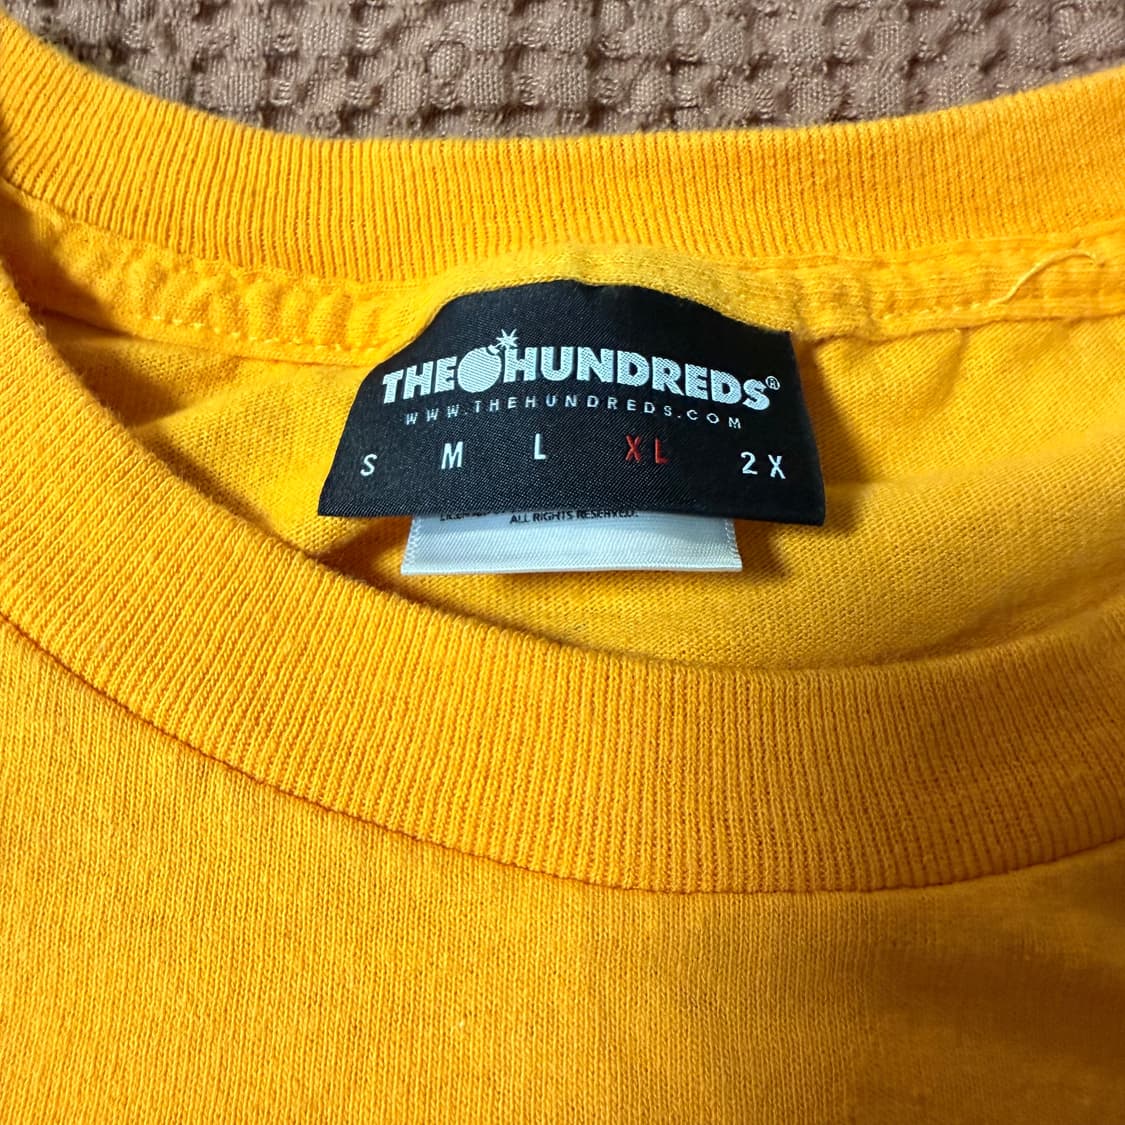 THE HUNDREDS®
WWW.THEHUNDREDS.COM
S M L XL 2X
ALL RIGHTS RESERVED.